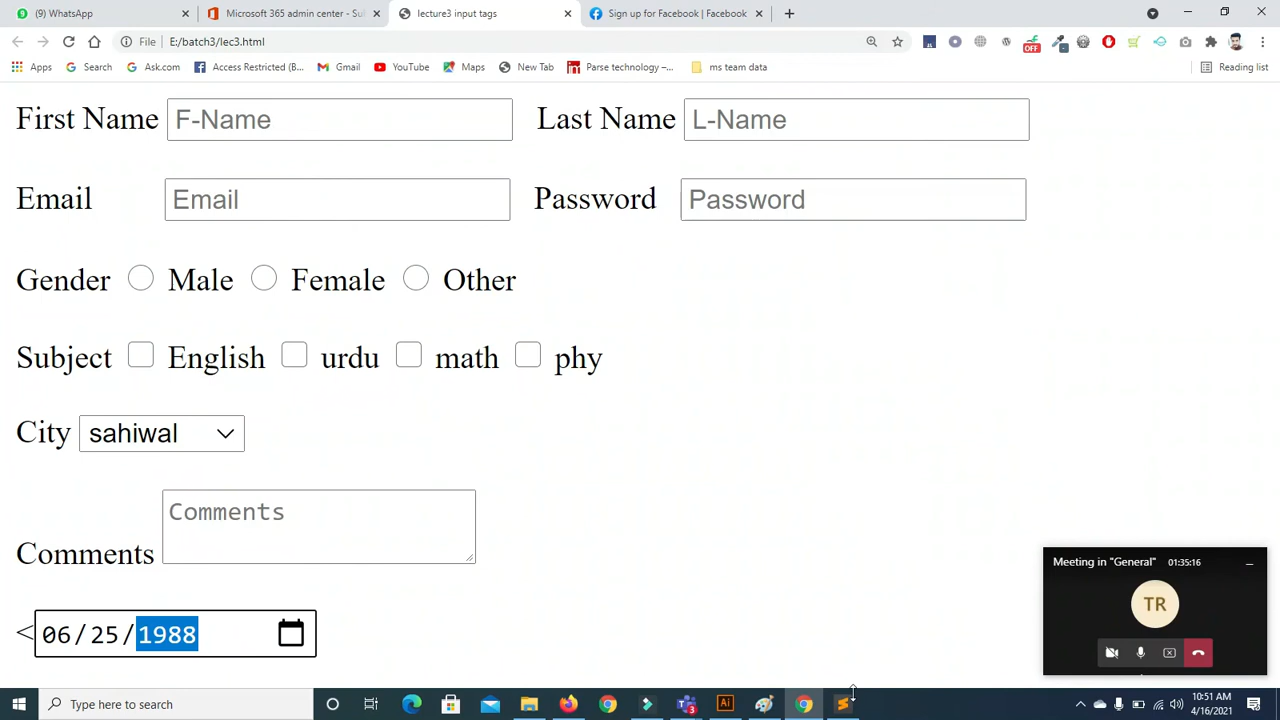 (9) WhatsApp
Microsoft 365 admin center - Su
lecture3 input tags
Sign up for Facebook | Facebook
File E:/batch3/lec3.html
Apps Search Ask.com Access Restricted (B... Gmail YouTube Maps New Tab Parse technology –... ms team data Reading list
First Name F-Name Last Name L-Name
Email Email Password Password
Gender Male Female Other
Subject English urdu math phy
City sahiwal
Comments
Comments
Meeting in "General" 01:35:16
TR
<06/25/1988
Type here to search
3
Ai
10:51 AM
4/16/2021
OFF